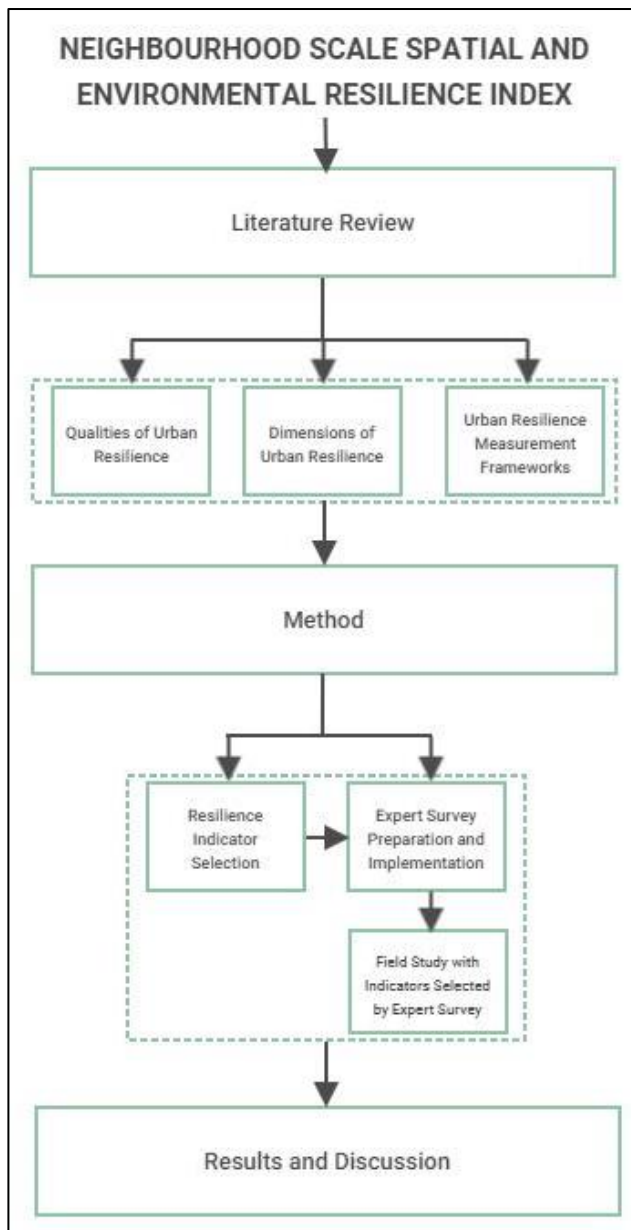 NEIGHBOURHOOD SCALE SPATIAL AND
ENVIRONMENTAL RESILIENCE INDEX
Literature Review
Qualities of Urban
Resilience
Dimensions of
Urban Resilience
Urban Resilience
Measurement
Frameworks
Method
Resilience
Indicator
Selection
Expert Survey
Preparation and
Implementation
Field Study with
Indicators Selected
by Expert Survey
Results and Discussion